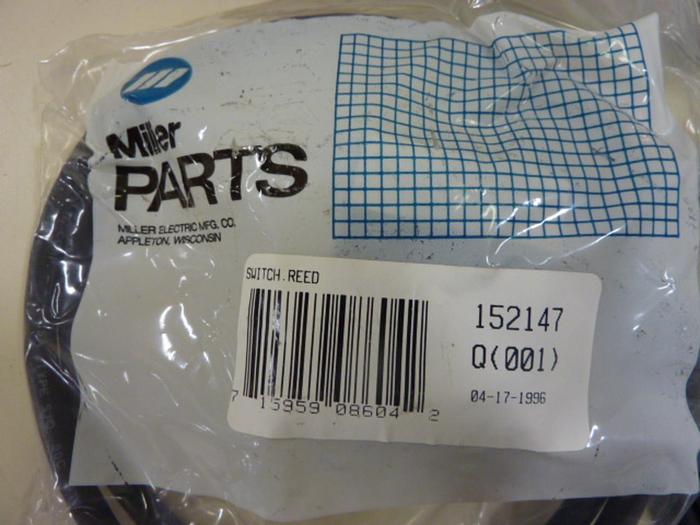 Miller
PARTS
MILLER ELECTRIC MFG. CO.
APPLETON, WISCONSIN
SWITCH.REED
152147
Q(001)
04-17-1996
7 15959 08604 2